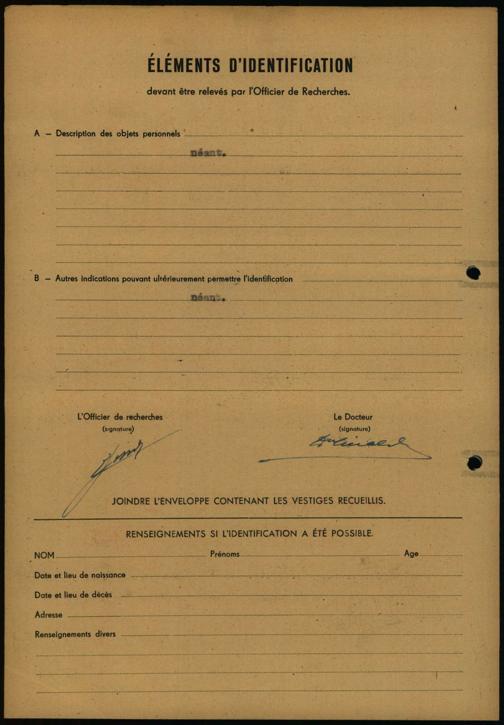 ÉLÉMENTS D'IDENTIFICATION
devant être relevés par l'Officier de Recherches.
A – Description des objets personnels
néant.
B – Autres indications pouvant ultérieurement permettre l'identification
néant.
L'Officier de recherches
(signature)
Le Docteur
(signature)
JOINDRE L'ENVELOPPE CONTENANT LES VESTIGES RECUEILLIS.
RENSEIGNEMENTS SI L'IDENTIFICATION A ÉTÉ POSSIBLE.
NOM Prénoms Age
Date et lieu de naissance
Date et lieu de décès
Adresse
Renseignements divers